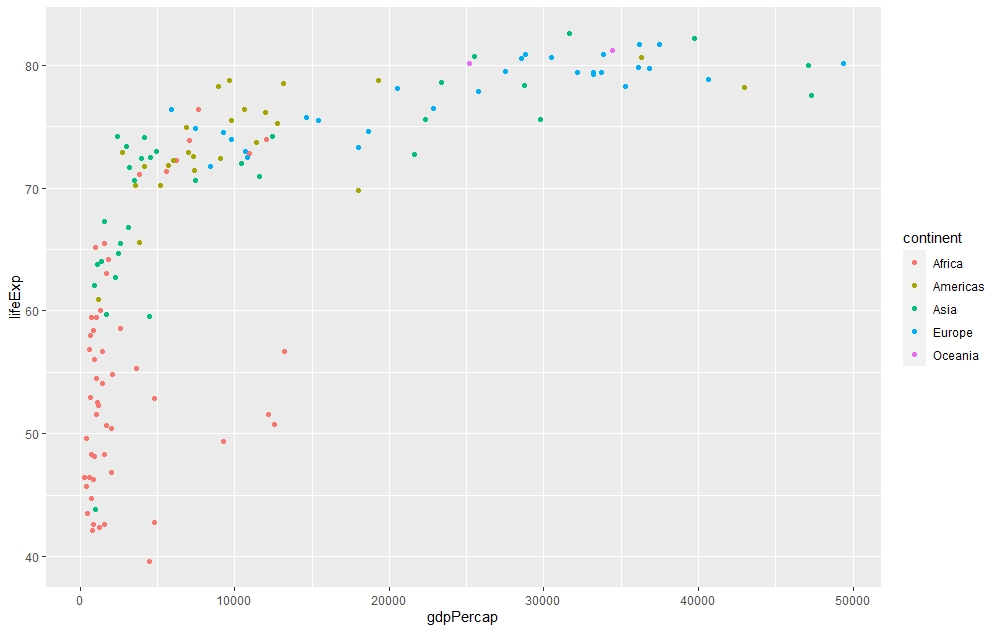 80
70
60
50
40
lifeExp
0 10000 20000 30000 40000 50000
gdpPercap
continent
Africa
Americas
Asia
Europe
Oceania